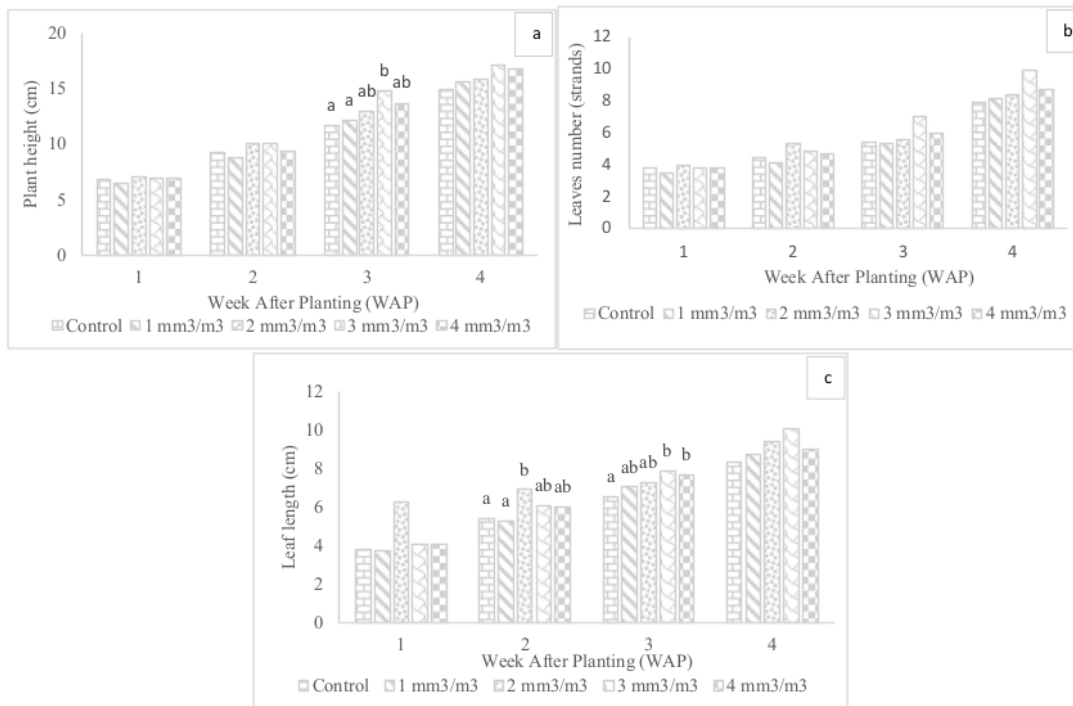 a
Plant height (cm)
20
15
10
5
0
a a ab b ab
1 2 3 4
Week After Planting (WAP)
Control 1 mm3/m3 2 mm3/m3 3 mm3/m3 4 mm3/m3
b
Leaves number (strands)
12
10
8
6
4
2
0
1 2 3 4
Week After Planting (WAP)
Control 1 mm3/m3 2 mm3/m3 3 mm3/m3 4 mm3/m3
c
Leaf length (cm)
12
10
8
6
4
2
0
a a b ab ab
a ab ab b b
1 2 3 4
Week After Planting (WAP)
Control 1 mm3/m3 2 mm3/m3 3 mm3/m3 4 mm3/m3